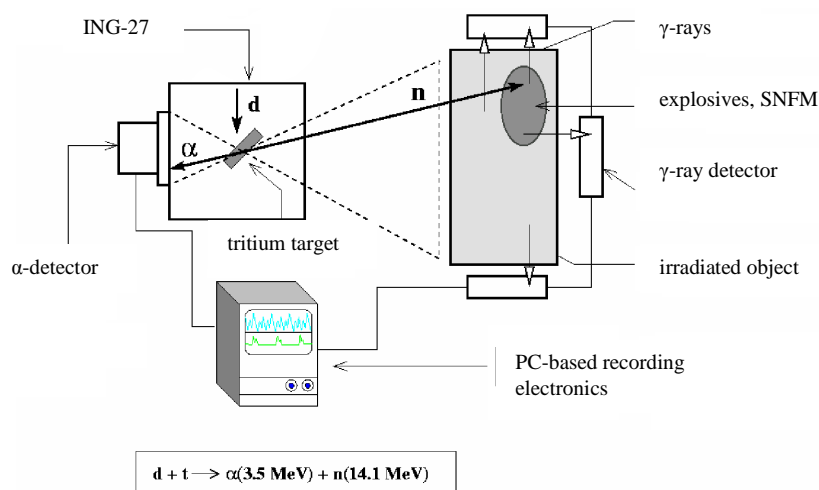 ING-27
γ-rays
d
n
explosives, SNFM
α
γ-ray detector
tritium target
α-detector
irradiated object
PC-based recording
electronics
d + t → α(3.5 MeV) + n(14.1 MeV)